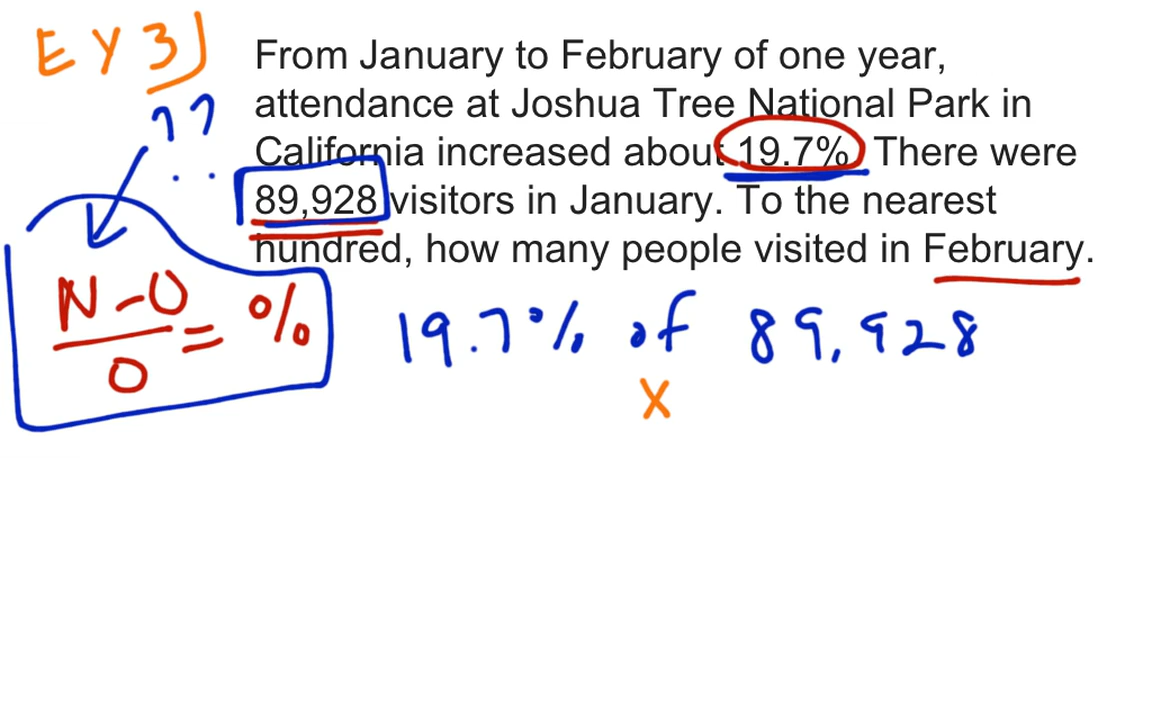 E Y 3)
From January to February of one year,
attendance at Joshua Tree National Park in
California increased about 19.7%. There were
89,928 visitors in January. To the nearest
hundred, how many people visited in February.
??
N-O
O
= %
19.7% of 89,928
x